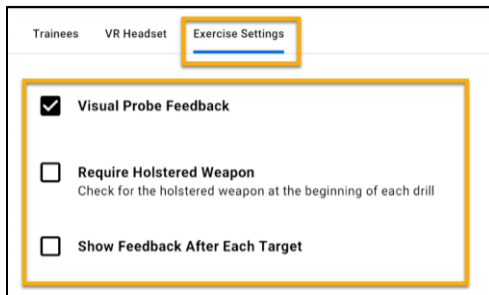 Trainees VR Headset Exercise Settings
Visual Probe Feedback
Require Holstered Weapon
Check for the holstered weapon at the beginning of each drill
Show Feedback After Each Target